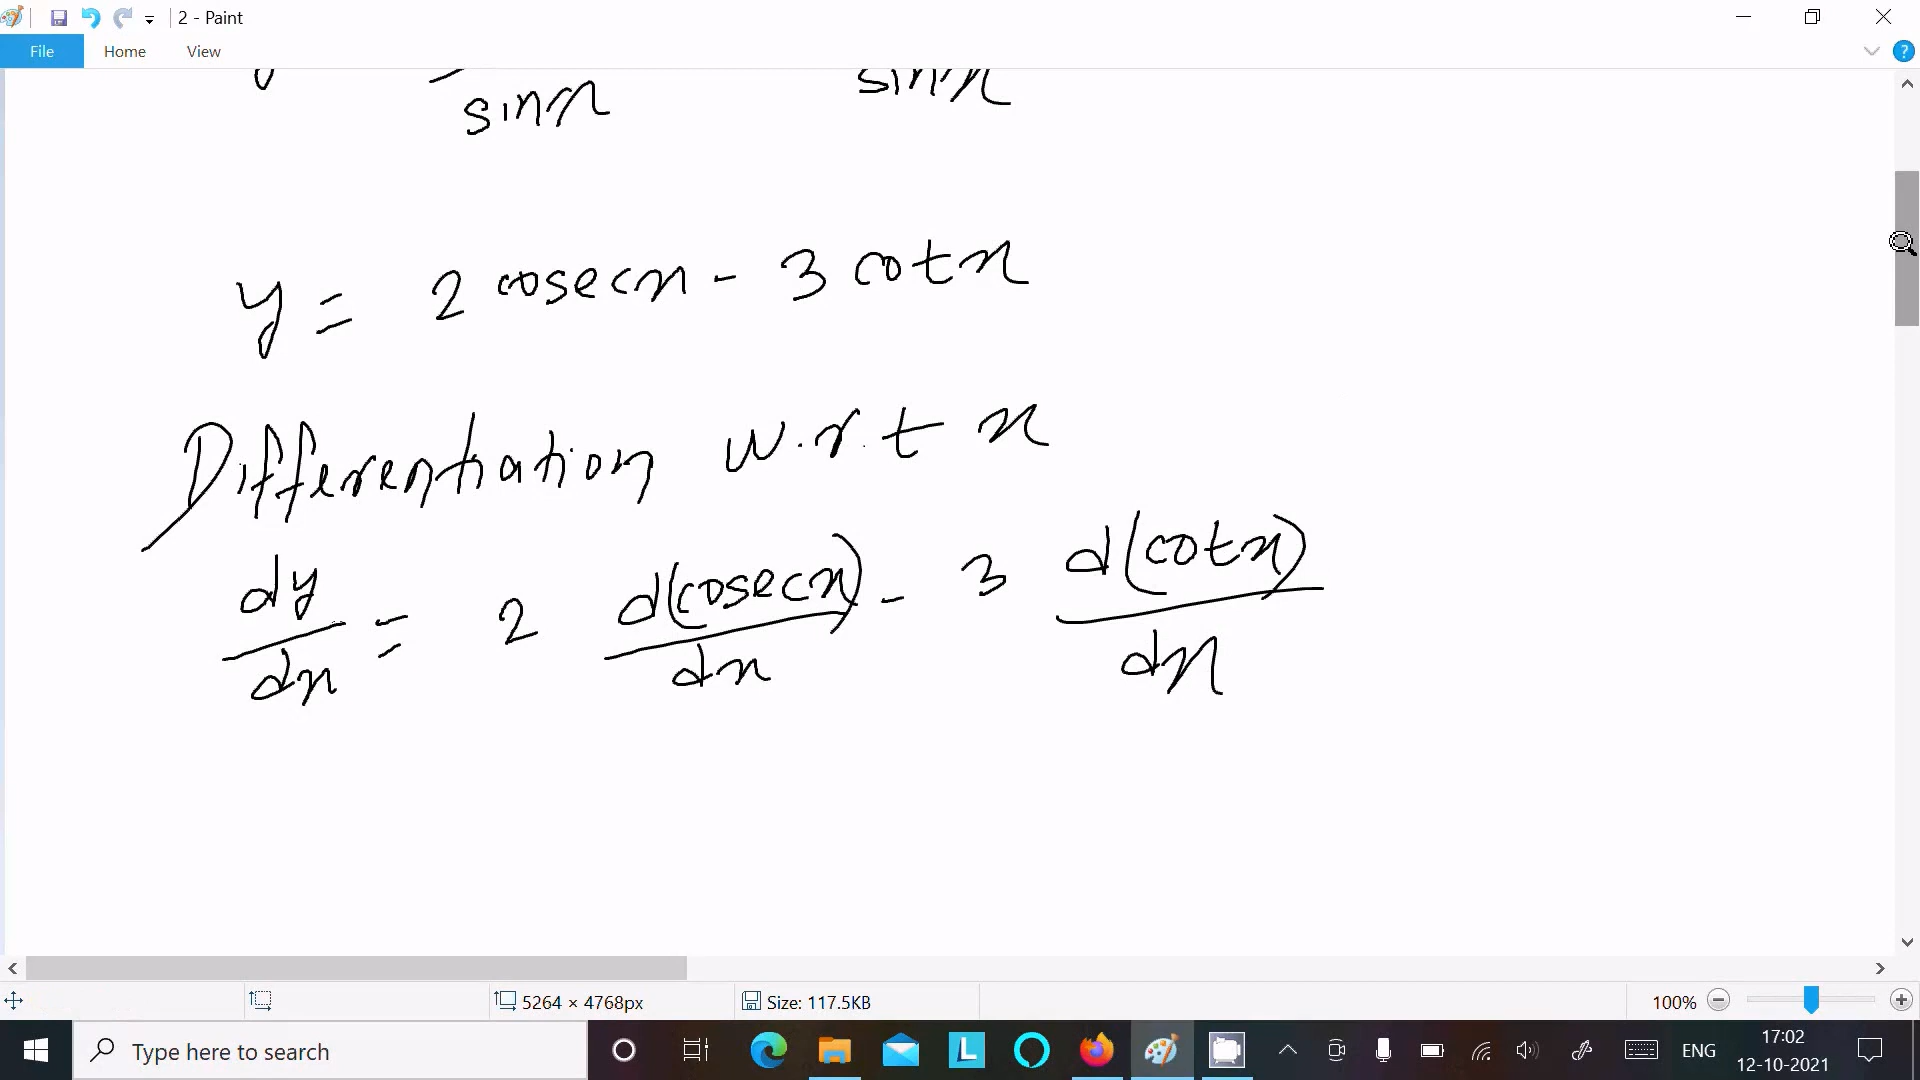 2 - Paint
File Home View
sinx sinx
y = 2 cosecx - 3 cotx
Differentiation w.r.t x
dy/dx = 2 d(cosecx)/dx - 3 d(cotx)/dx
5264 × 4768px Size: 117.5KB 100%
Type here to search L ENG 17:02
12-10-2021